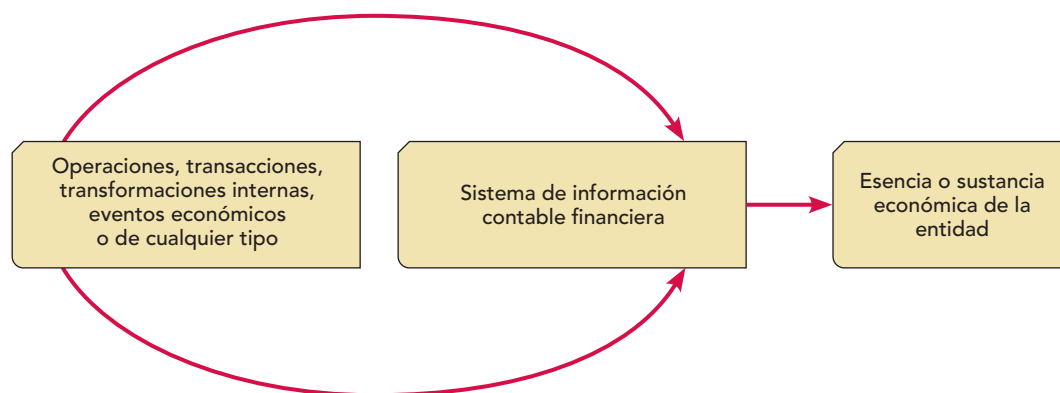 Operaciones, transacciones,
transformaciones internas,
eventos económicos
o de cualquier tipo
Sistema de información
contable financiera
Esencia o sustancia
económica de la
entidad